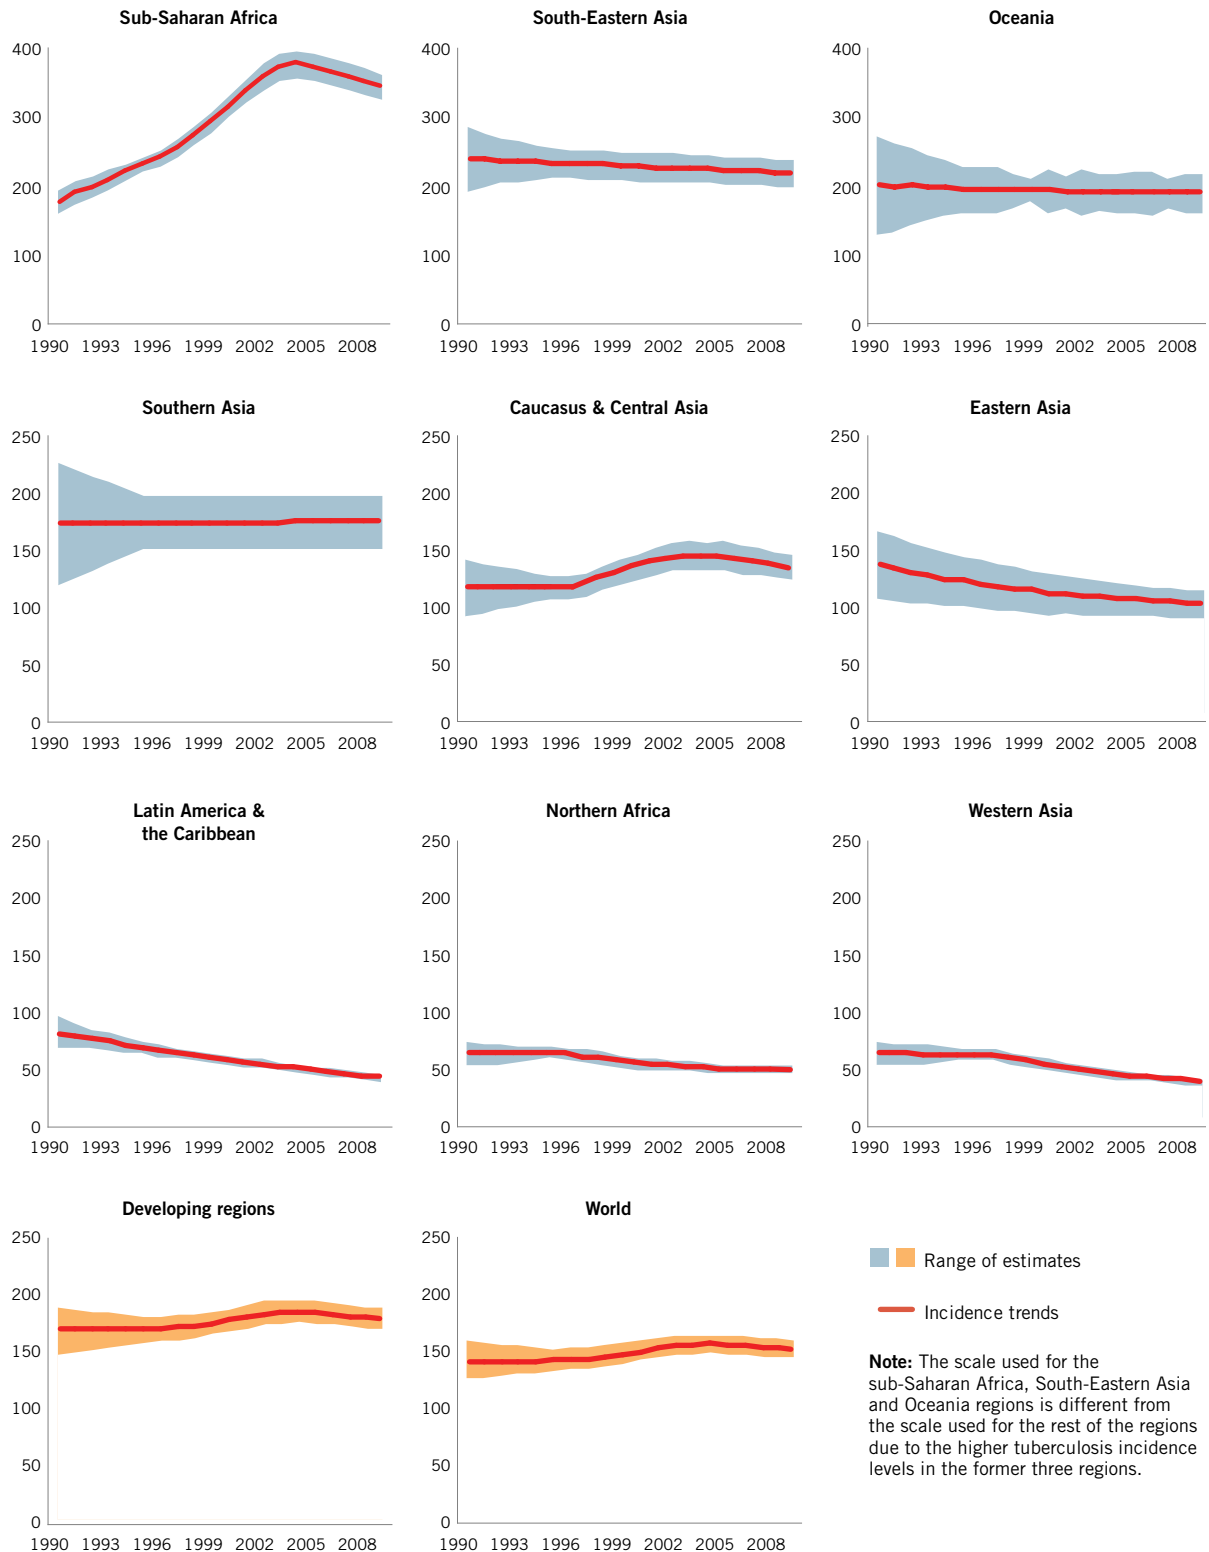 Sub-Saharan Africa
400
300
200
100
0
1990 1993 1996 1999 2002 2005 2008
South-Eastern Asia
400
300
200
100
0
1990 1993 1996 1999 2002 2005 2008
Oceania
400
300
200
100
0
1990 1993 1996 1999 2002 2005 2008
Southern Asia
250
200
150
100
50
0
1990 1993 1996 1999 2002 2005 2008
Caucasus & Central Asia
250
200
150
100
50
0
1990 1993 1996 1999 2002 2005 2008
Eastern Asia
250
200
150
100
50
0
1990 1993 1996 1999 2002 2005 2008
Latin America &
the Caribbean
250
200
150
100
50
0
1990 1993 1996 1999 2002 2005 2008
Northern Africa
250
200
150
100
50
0
1990 1993 1996 1999 2002 2005 2008
Western Asia
250
200
150
100
50
0
1990 1993 1996 1999 2002 2005 2008
Developing regions
250
200
150
100
50
0
1990 1993 1996 1999 2002 2005 2008
World
250
200
150
100
50
0
1990 1993 1996 1999 2002 2005 2008
Range of estimates
Incidence trends
Note: The scale used for the
sub-Saharan Africa, South-Eastern Asia
and Oceania regions is different from
the scale used for the rest of the regions
due to the higher tuberculosis incidence
levels in the former three regions.